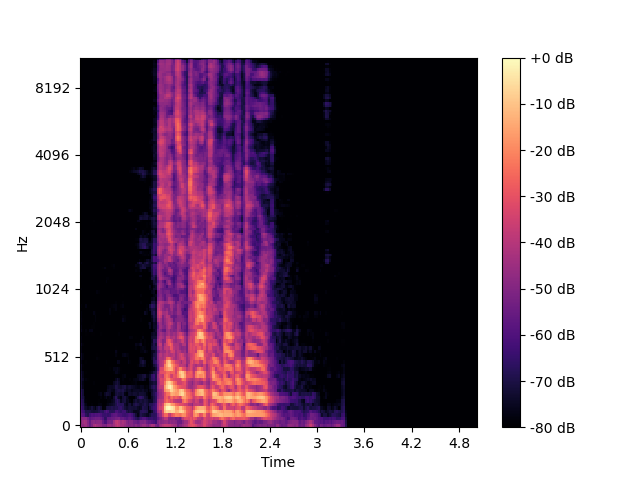 8192
4096
2048
1024
512
0
Hz
0 0.6 1.2 1.8 2.4 3 3.6 4.2 4.8
Time
+0 dB
-10 dB
-20 dB
-30 dB
-40 dB
-50 dB
-60 dB
-70 dB
-80 dB